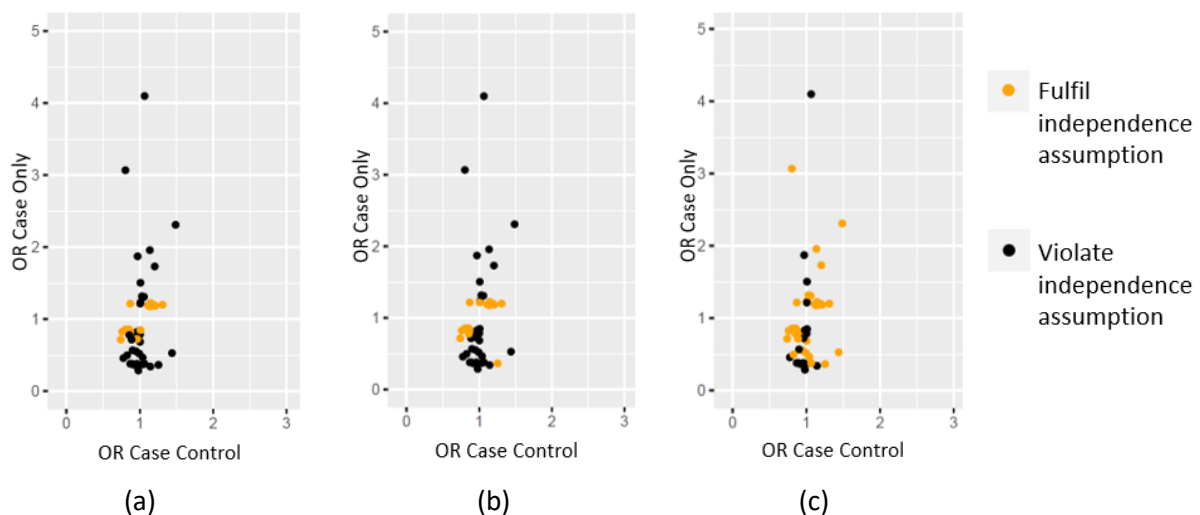 5
4
3
2
1
0
0 1 2 3
OR Case Only
OR Case Control
(a)
5
4
3
2
1
0
0 1 2 3
OR Case Only
OR Case Control
(b)
5
4
3
2
1
0
0 1 2 3
OR Case Only
OR Case Control
(c)
Fulfil
independence
assumption
Violate
independence
assumption